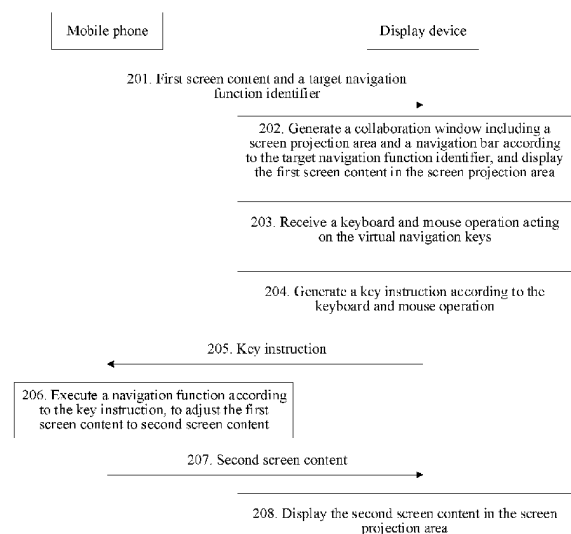 Mobile phone
Display device
201. First screen content and a target navigation
function identifier
202. Generate a collaboration window including a
screen projection area and a navigation bar according
to the target navigation function identifier, and display
the first screen content in the screen projection area
203. Receive a keyboard and mouse operation acting
on the virtual navigation keys
204. Generate a key instruction according to the
keyboard and mouse operation
205. Key instruction
206. Execute a navigation function according
to the key instruction, to adjust the first
screen content to second screen content
207. Second screen content
208. Display the second screen content in the screen
projection area